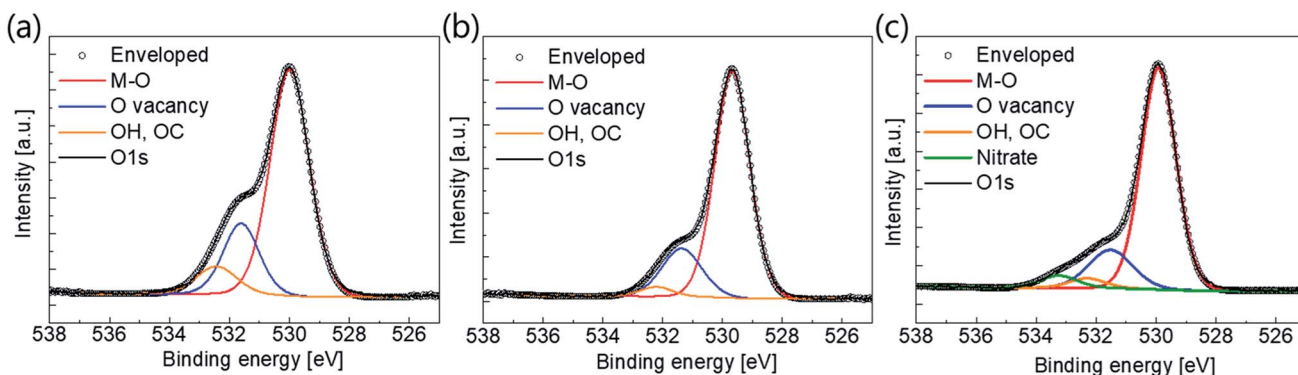 (a)
Enveloped
M-O
O vacancy
OH, OC
O1s
Intensity [a.u.]
538 536 534 532 530 528 526
Binding energy [eV]
(b)
Enveloped
M-O
O vacancy
OH, OC
O1s
Intensity [a.u.]
538 536 534 532 530 528 526
Binding energy [eV]
(c)
Enveloped
M-O
O vacancy
OH, OC
Nitrate
O1s
Intensity [a.u.]
538 536 534 532 530 528 526
Binding energy [eV]